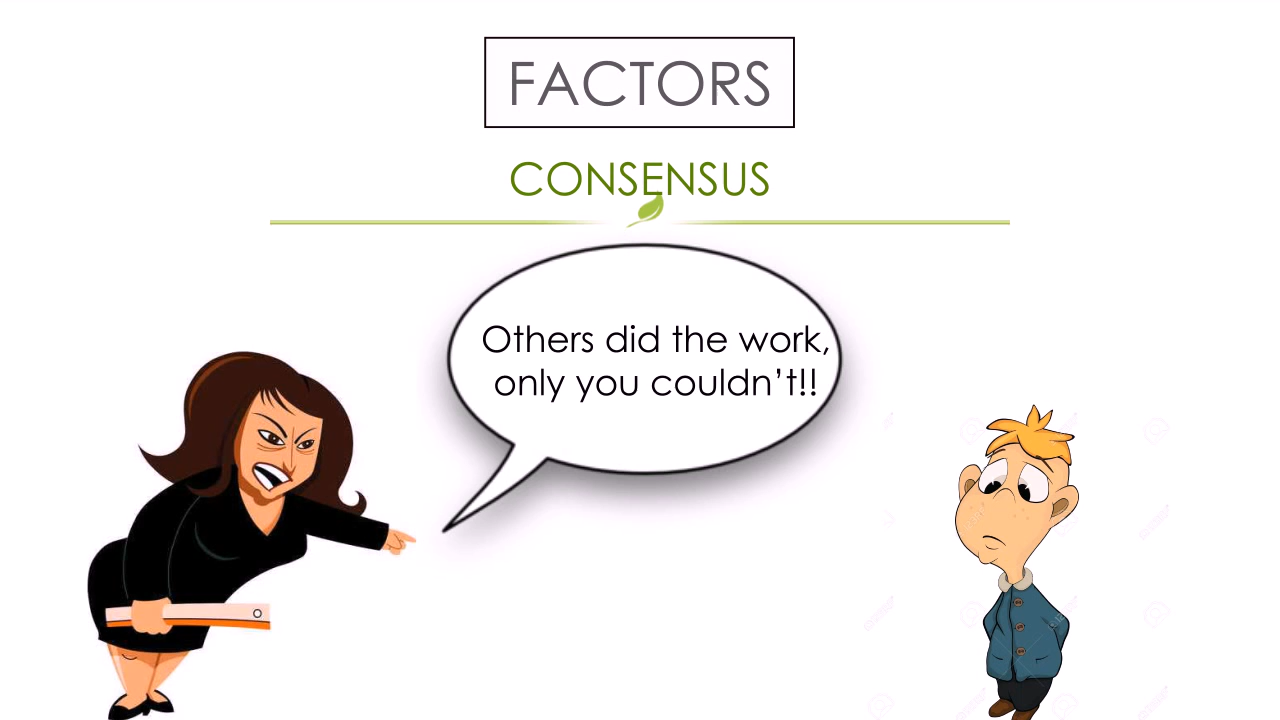 FACTORS
CONSENSUS
Others did the work,
only you couldn’t!!